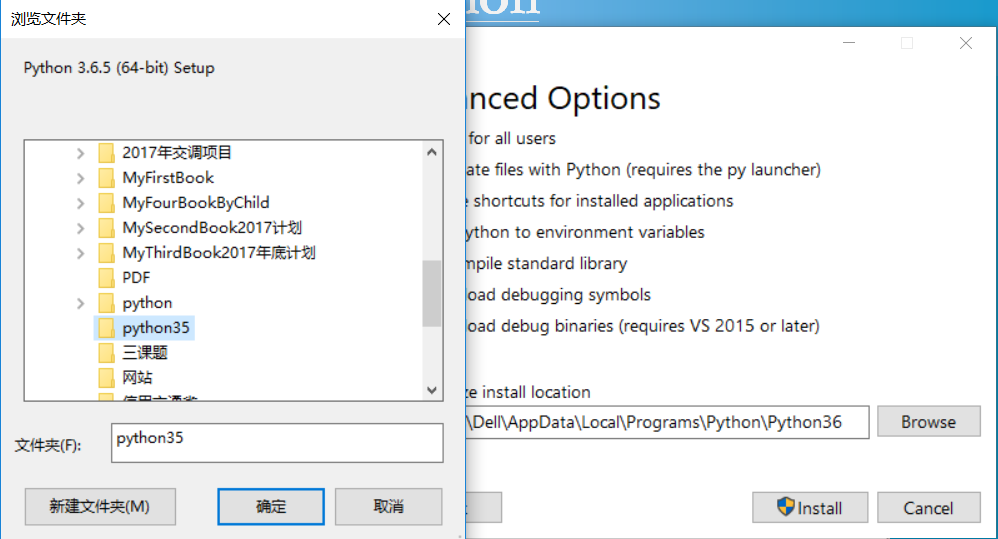 浏览文件夹
Python 3.6.5 (64-bit) Setup
2017年交调项目
MyFirstBook
MyFourBookByChild
MySecondBook2017计划
MyThirdBook2017年底计划
PDF
python
python35
三课题
网站
文件夹(F):
python35
新建文件夹(M)
确定
取消
nced Options
for all users
ate files with Python (requires the py launcher)
shortcuts for installed applications
ython to environment variables
mpile standard library
load debugging symbols
load debug binaries (requires VS 2015 or later)
ze install location
\Dell\AppData\Local\Programs\Python\Python36
Browse
Install
Cancel